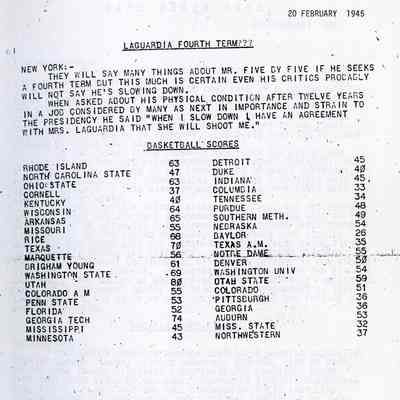 20 FEBRUARY 1945
LAGUARDIA FOURTH TERM???
NEW YORK:-
THEY WILL SAY MANY THINGS ABOUT MR. FIVE BY FIVE IF HE SEEKS
A FOURTH TERM BUT THIS MUCH IS CERTAIN EVEN HIS CRITICS PROBABLY
WILL NOT SAY HE'S SLOWING DOWN.
WHEN ASKED ABOUT HIS PHYSICAL CONDITION AFTER TWELVE YEARS
IN A JOB CONSIDERED BY MANY AS NEXT IN IMPORTANCE AND STRAIN TO
THE PRESIDENCY HE SAID "WHEN I SLOW DOWN I HAVE AN AGREEMENT
WITH MRS. LAGUARDIA THAT SHE WILL SHOOT ME."
BASKETBALL SCORES
RHODE ISLAND 63 DETROIT 45
NORTH CAROLINA STATE 47 DUKE 40
OHIO STATE 63 INDIANA 45
CORNELL 37 COLUMBIA 33
KENTUCKY 40 TENNESSEE 34
WISCONSIN 64 PURDUE 48
ARKANSAS 65 SOUTHERN METH. 49
MISSOURI 55 NEBRASKA 54
RICE 68 BAYLOR 26
TEXAS 70 TEXAS A.M. 35
MARQUETTE 56 NOTRE DAME 55
BRIGHAM YOUNG 61 DENVER 50
WASHINGTON STATE 69 WASHINGTON UNIV 54
UTAH 80 UTAH STATE 59
COLORADO A M 55 COLORADO 51
PENN STATE 53 PITTSBURGH 36
FLORIDA 52 GEORGIA 36
GEORGIA TECH 74 AUBURN 53
MISSISSIPPI 45 MISS. STATE 32
MINNESOTA 43 NORTHWESTERN 37